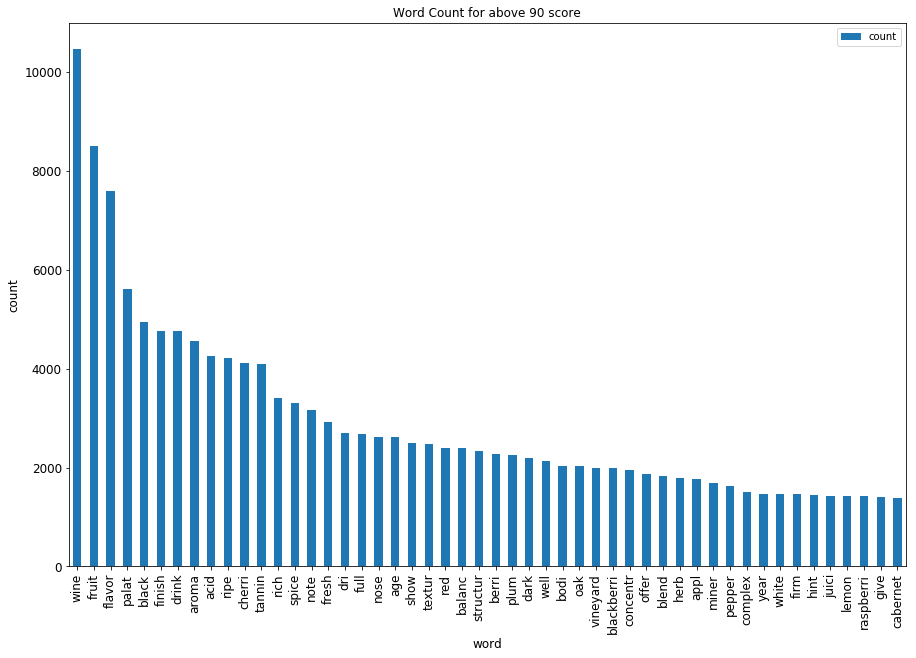 Word Count for above 90 score
count
10000
8000
6000
4000
2000
0
count
wine
fruit
flavor
palat
black
finish
drink
aroma
acid
ripe
cherri
tannin
rich
spice
note
fresh
dri
full
nose
age
show
textur
red
balanc
structur
berri
plum
dark
well
bodi
oak
vineyard
blackberri
concentr
offer
blend
herb
appl
miner
pepper
complex
year
white
firm
hint
juici
lemon
raspberri
give
cabernet
word